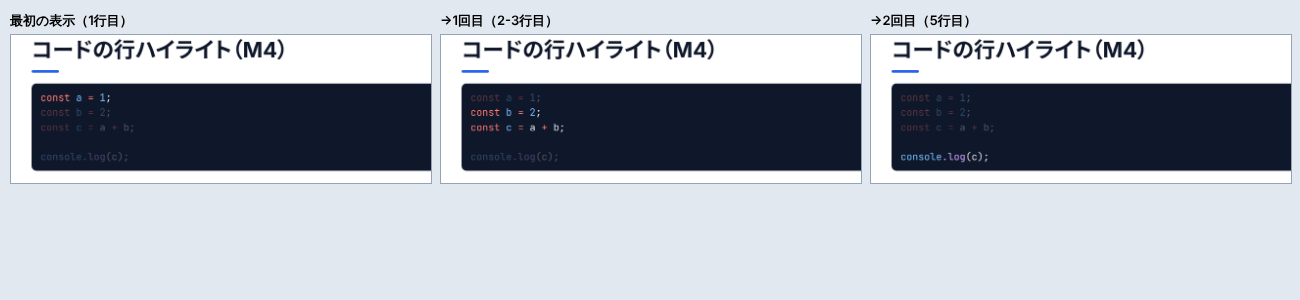 最初の表示（1行目）
コードの行ハイライト（M4）
const a = 1;
const b = 2;
const c = a + b;
console.log(c);
→1回目（2-3行目）
コードの行ハイライト（M4）
const a = 1;
const b = 2;
const c = a + b;
console.log(c);
→2回目（5行目）
コードの行ハイライト（M4）
const a = 1;
const b = 2;
const c = a + b;
console.log(c);